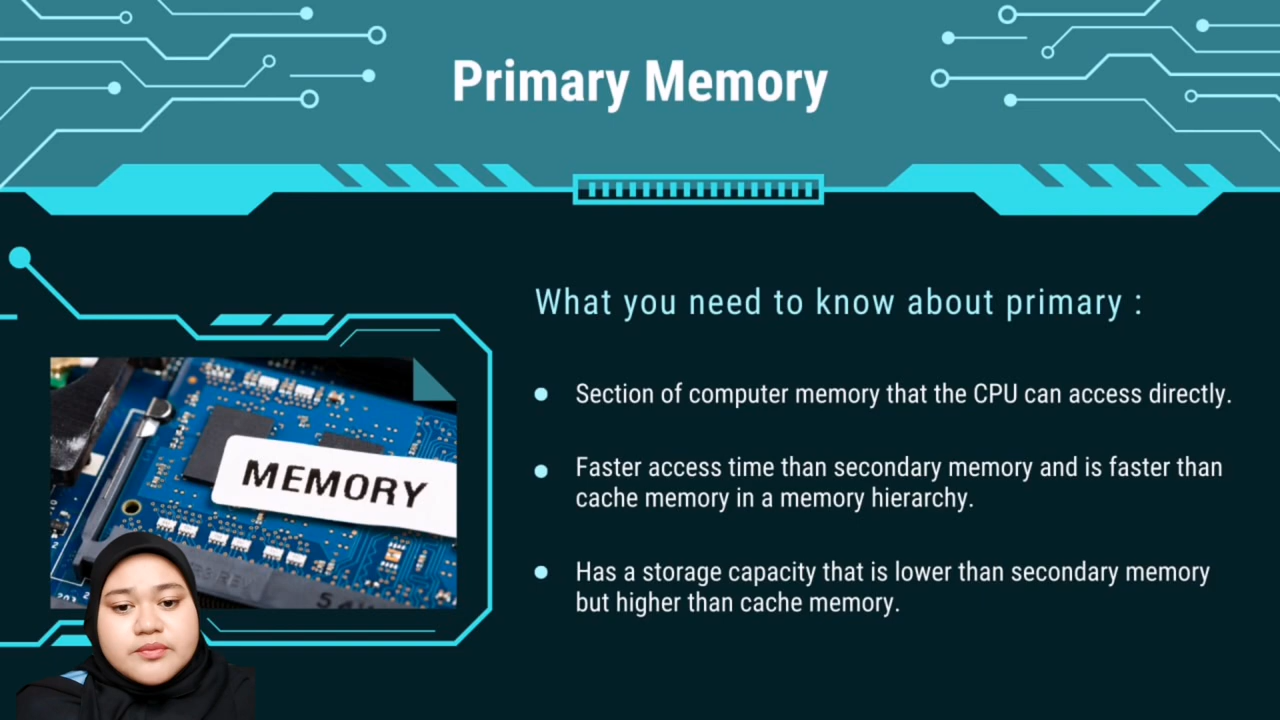 Primary Memory
What you need to know about primary :
Section of computer memory that the CPU can access directly.
Faster access time than secondary memory and is faster than
cache memory in a memory hierarchy.
Has a storage capacity that is lower than secondary memory
but higher than cache memory.
MEMORY